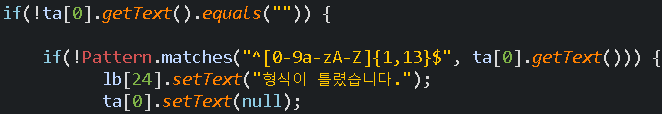 if(!ta[0].getText().equals("")) {
if(!Pattern.matches("^[0-9a-zA-Z]{1,13}$", ta[0].getText())) {
lb[24].setText("형식이 틀렸습니다.");
ta[0].setText(null);